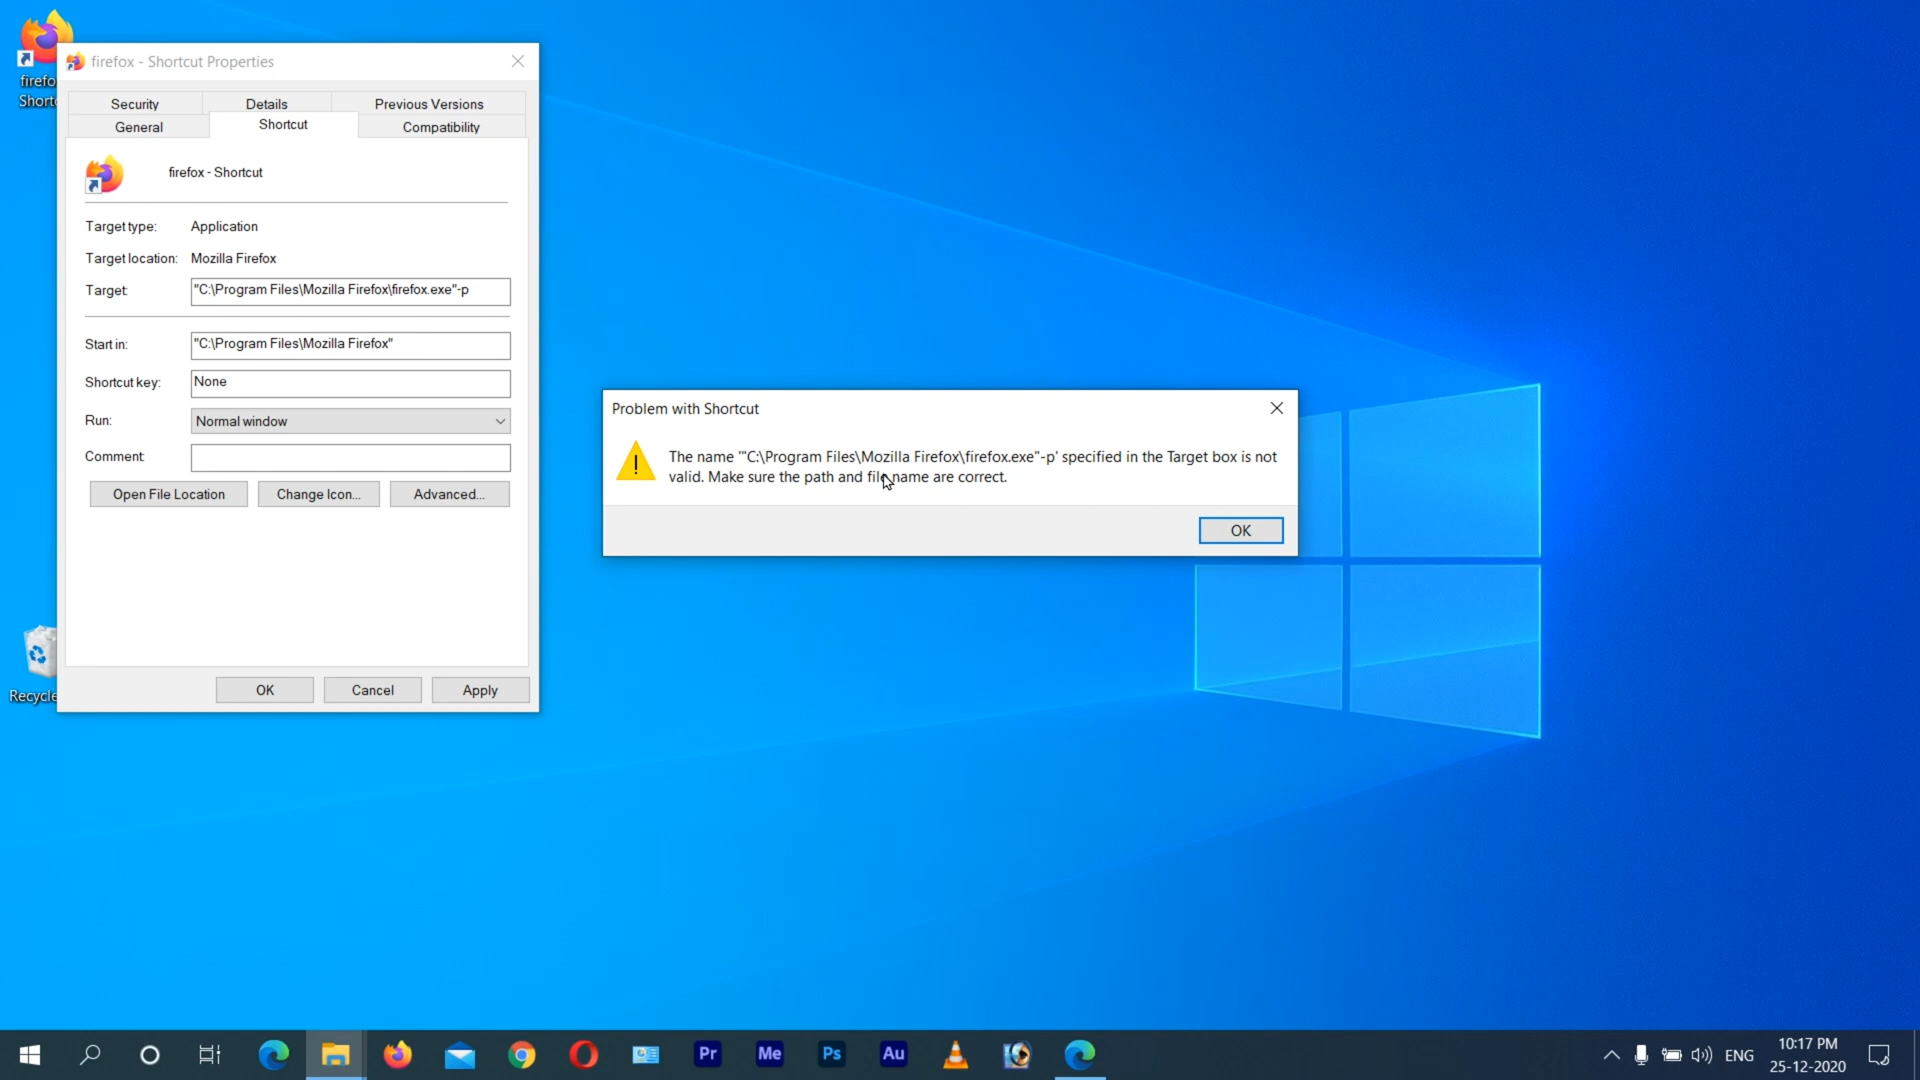 firefo
Short
firefox - Shortcut Properties
Security
Details
Previous Versions
General
Shortcut
Compatibility
firefox - Shortcut
Target type:
Application
Target location:
Mozilla Firefox
Target:
"C:\Program Files\Mozilla Firefox\firefox.exe"-p
Start in:
"C:\Program Files\Mozilla Firefox"
Shortcut key:
None
Run:
Normal window
Comment:
Open File Location
Change Icon...
Advanced...
OK
Cancel
Apply
Problem with Shortcut
The name '"C:\Program Files\Mozilla Firefox\firefox.exe"-p' specified in the Target box is not
valid. Make sure the path and file name are correct.
OK
Recycle
Pr
Me
Ps
Au
ENG
10:17 PM
25-12-2020